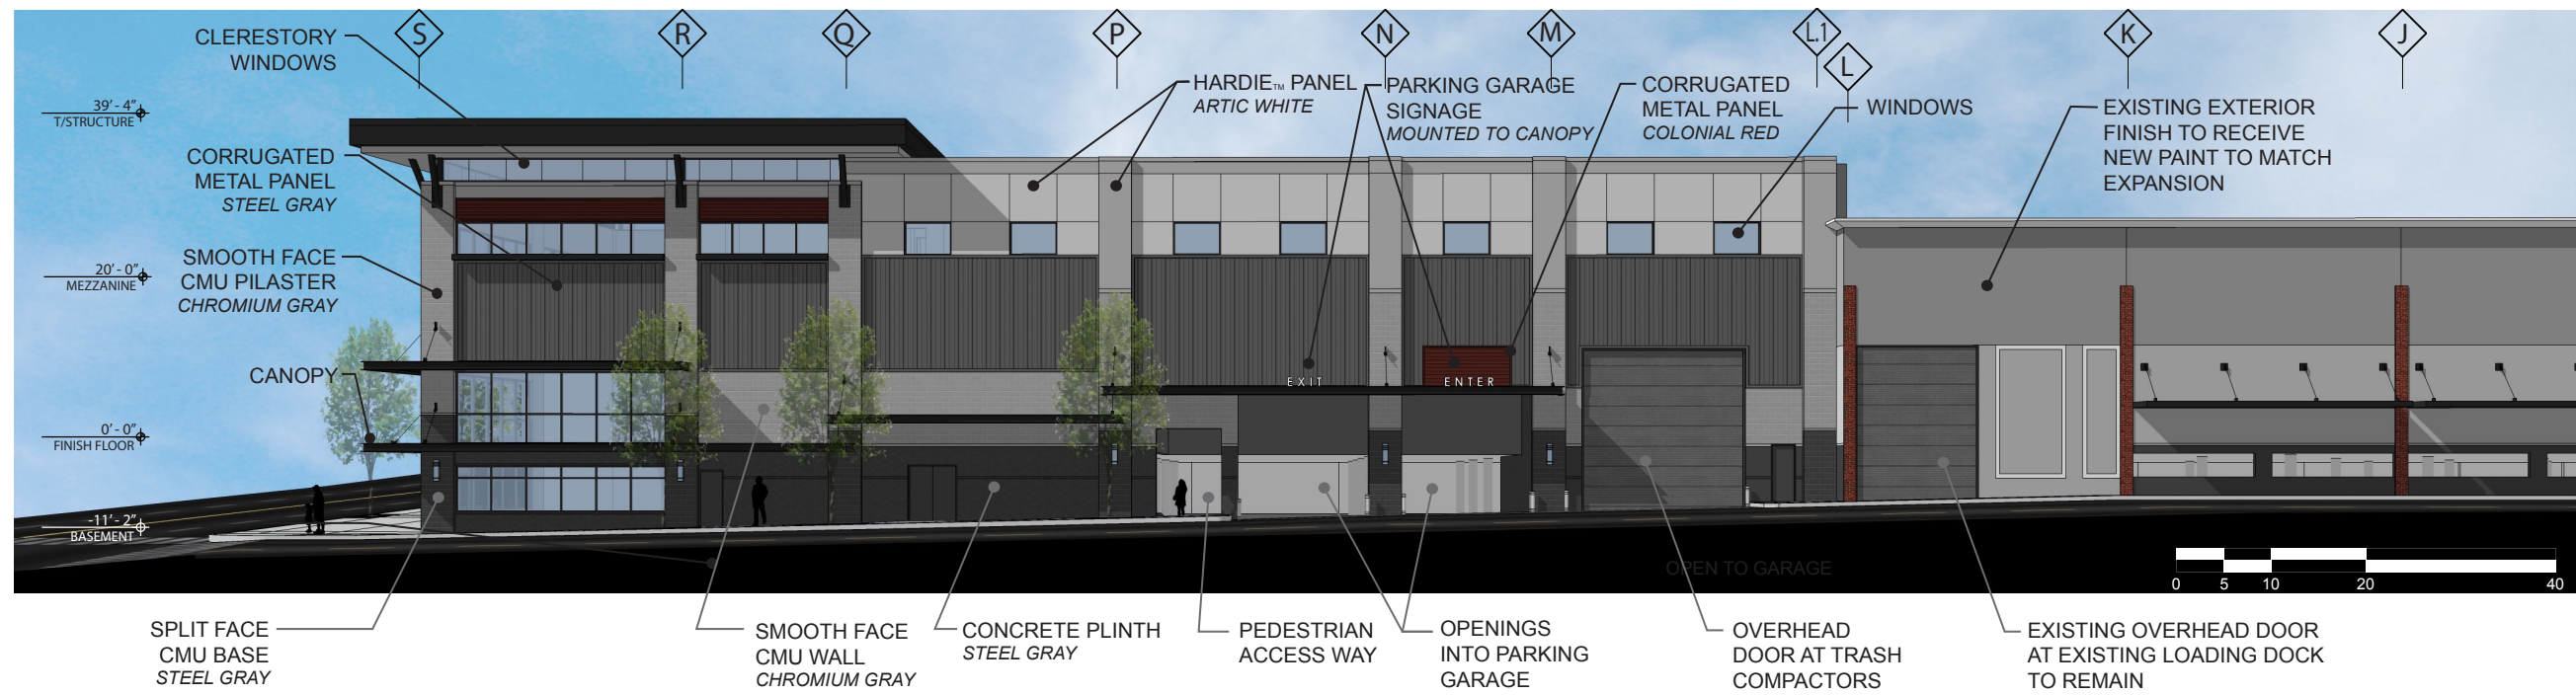 S
R
Q
P
N
M
L.1
L
K
J
CLERESTORY
WINDOWS
39' - 4"
T/STRUCTURE
CORRUGATED
METAL PANEL
STEEL GRAY
SMOOTH FACE
CMU PILASTER
CHROMIUM GRAY
20' - 0"
MEZZANINE
CANOPY
0' - 0"
FINISH FLOOR
-11' - 2"
BASEMENT
HARDIE™ PANEL
ARTIC WHITE
PARKING GARAGE
SIGNAGE
MOUNTED TO CANOPY
CORRUGATED
METAL PANEL
COLONIAL RED
WINDOWS
EXISTING EXTERIOR
FINISH TO RECEIVE
NEW PAINT TO MATCH
EXPANSION
EXIT
ENTER
OPEN TO GARAGE
0 5 10 20 40
SPLIT FACE
CMU BASE
STEEL GRAY
SMOOTH FACE
CMU WALL
CHROMIUM GRAY
CONCRETE PLINTH
STEEL GRAY
PEDESTRIAN
ACCESS WAY
OPENINGS
INTO PARKING
GARAGE
OVERHEAD
DOOR AT TRASH
COMPACTORS
EXISTING OVERHEAD DOOR
AT EXISTING LOADING DOCK
TO REMAIN